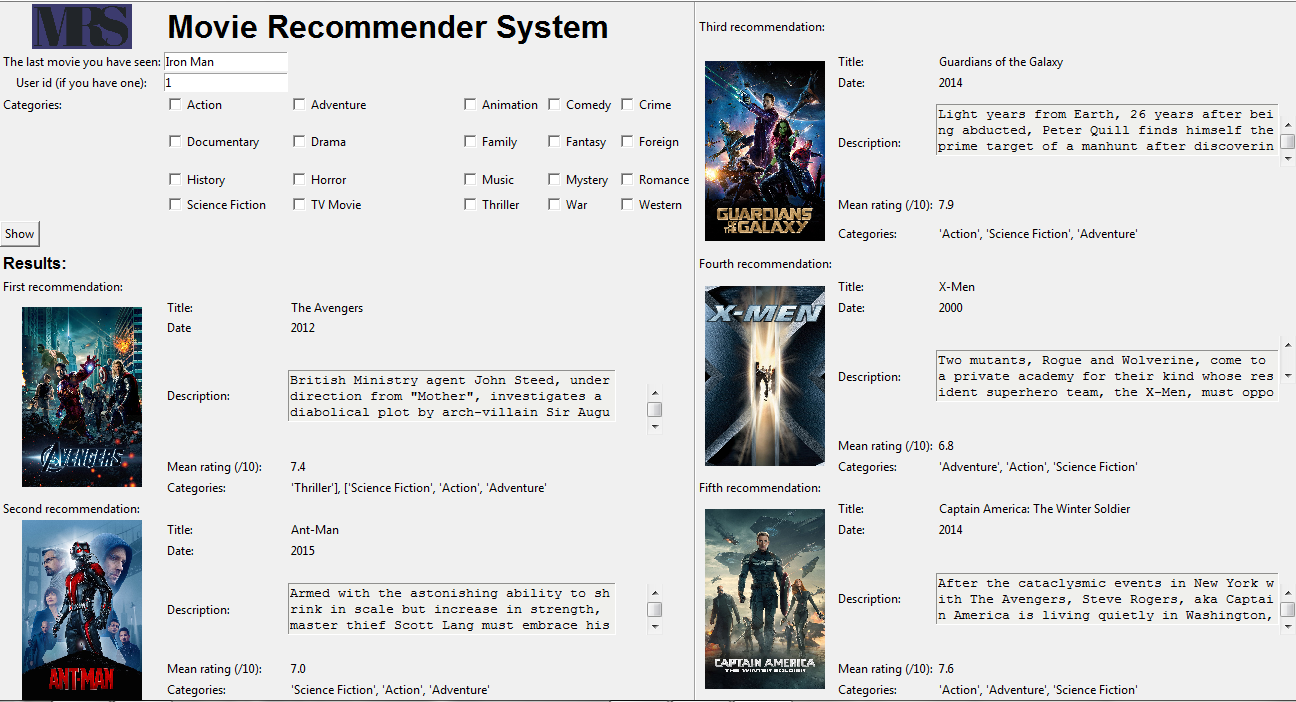 MRS
Movie Recommender System
The last movie you have seen: Iron Man
User id (if you have one): 1
Categories:
Action Adventure Animation Comedy Crime
Documentary Drama Family Fantasy Foreign
History Horror Music Mystery Romance
Science Fiction TV Movie Thriller War Western
Show
Results:
First recommendation:
AVENGERS
Title: The Avengers
Date 2012
Description:
British Ministry agent John Steed, under
direction from "Mother", investigates a
diabolical plot by arch-villain Sir Augu
Mean rating (/10): 7.4
Categories: 'Thriller'], ['Science Fiction', 'Action', 'Adventure'
Second recommendation:
ANT-MAN
Title: Ant-Man
Date: 2015
Description:
Armed with the astonishing ability to sh
rink in scale but increase in strength,
master thief Scott Lang must embrace his
Mean rating (/10): 7.0
Categories: 'Science Fiction', 'Action', 'Adventure'
Third recommendation:
GUARDIANS
OF THE
GALAXY
Title: Guardians of the Galaxy
Date: 2014
Description:
Light years from Earth, 26 years after bei
ng abducted, Peter Quill finds himself the
prime target of a manhunt after discoverin
Mean rating (/10): 7.9
Categories: 'Action', 'Science Fiction', 'Adventure'
Fourth recommendation:
X-MEN
Title: X-Men
Date: 2000
Description:
Two mutants, Rogue and Wolverine, come to
a private academy for their kind whose res
ident superhero team, the X-Men, must oppo
Mean rating (/10): 6.8
Categories: 'Adventure', 'Action', 'Science Fiction'
Fifth recommendation:
CAPTAIN AMERICA
THE WINTER SOLDIER
Title: Captain America: The Winter Soldier
Date: 2014
Description:
After the cataclysmic events in New York w
ith The Avengers, Steve Rogers, aka Captai
n America is living quietly in Washington,
Mean rating (/10): 7.6
Categories: 'Action', 'Adventure', 'Science Fiction'